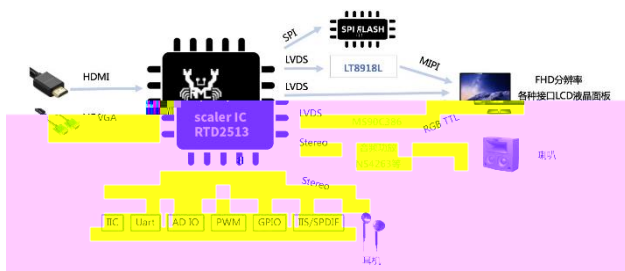 SPI
SPI FLASH
HDMI
LVDS
LT8918L
MIPI
FHD分辨率
LVDS
各种接口LCD液晶面板
VGA
scaler IC
RTD2513
LVDS
RGB TTL
Stereo
喇叭
Stereo
IIC
Uart
AD IO
PWM
GPIO
IIS/SPDIF
耳机